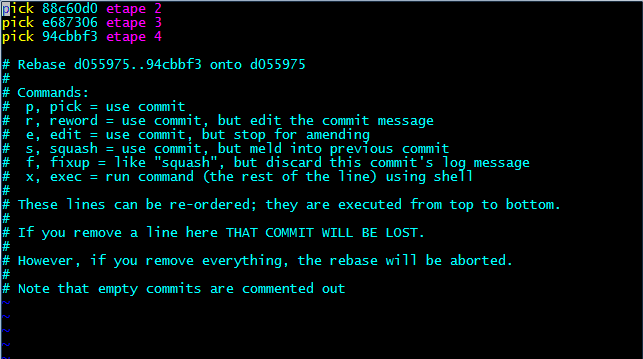 pick 88c60d0 etape 2
pick e687306 etape 3
pick 94cbbf3 etape 4

# Rebase d055975..94cbbf3 onto d055975
#
# Commands:
#  p, pick = use commit
#  r, reword = use commit, but edit the commit message
#  e, edit = use commit, but stop for amending
#  s, squash = use commit, but meld into previous commit
#  f, fixup = like "squash", but discard this commit's log message
#  x, exec = run command (the rest of the line) using shell
#
# These lines can be re-ordered; they are executed from top to bottom.
#
# If you remove a line here THAT COMMIT WILL BE LOST.
#
# However, if you remove everything, the rebase will be aborted.
#
# Note that empty commits are commented out
~
~
~
~
~